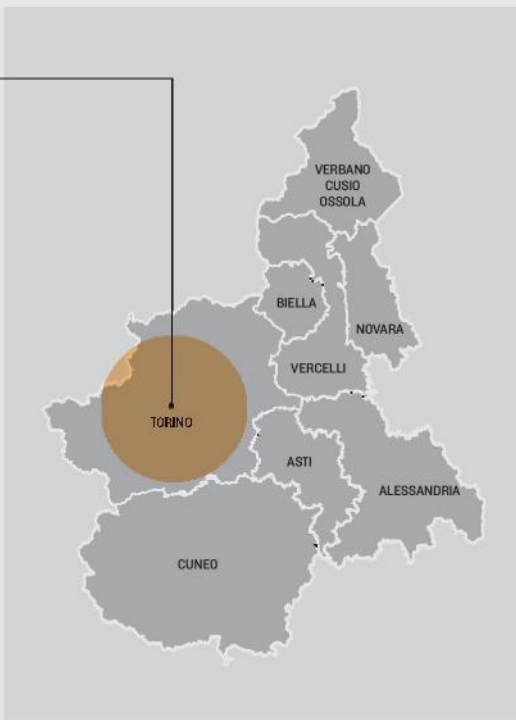 VERBANO
CUSIO
OSSOLA
BIELLA
NOVARA
VERCELLI
TORINO
ASTI
ALESSANDRIA
CUNEO